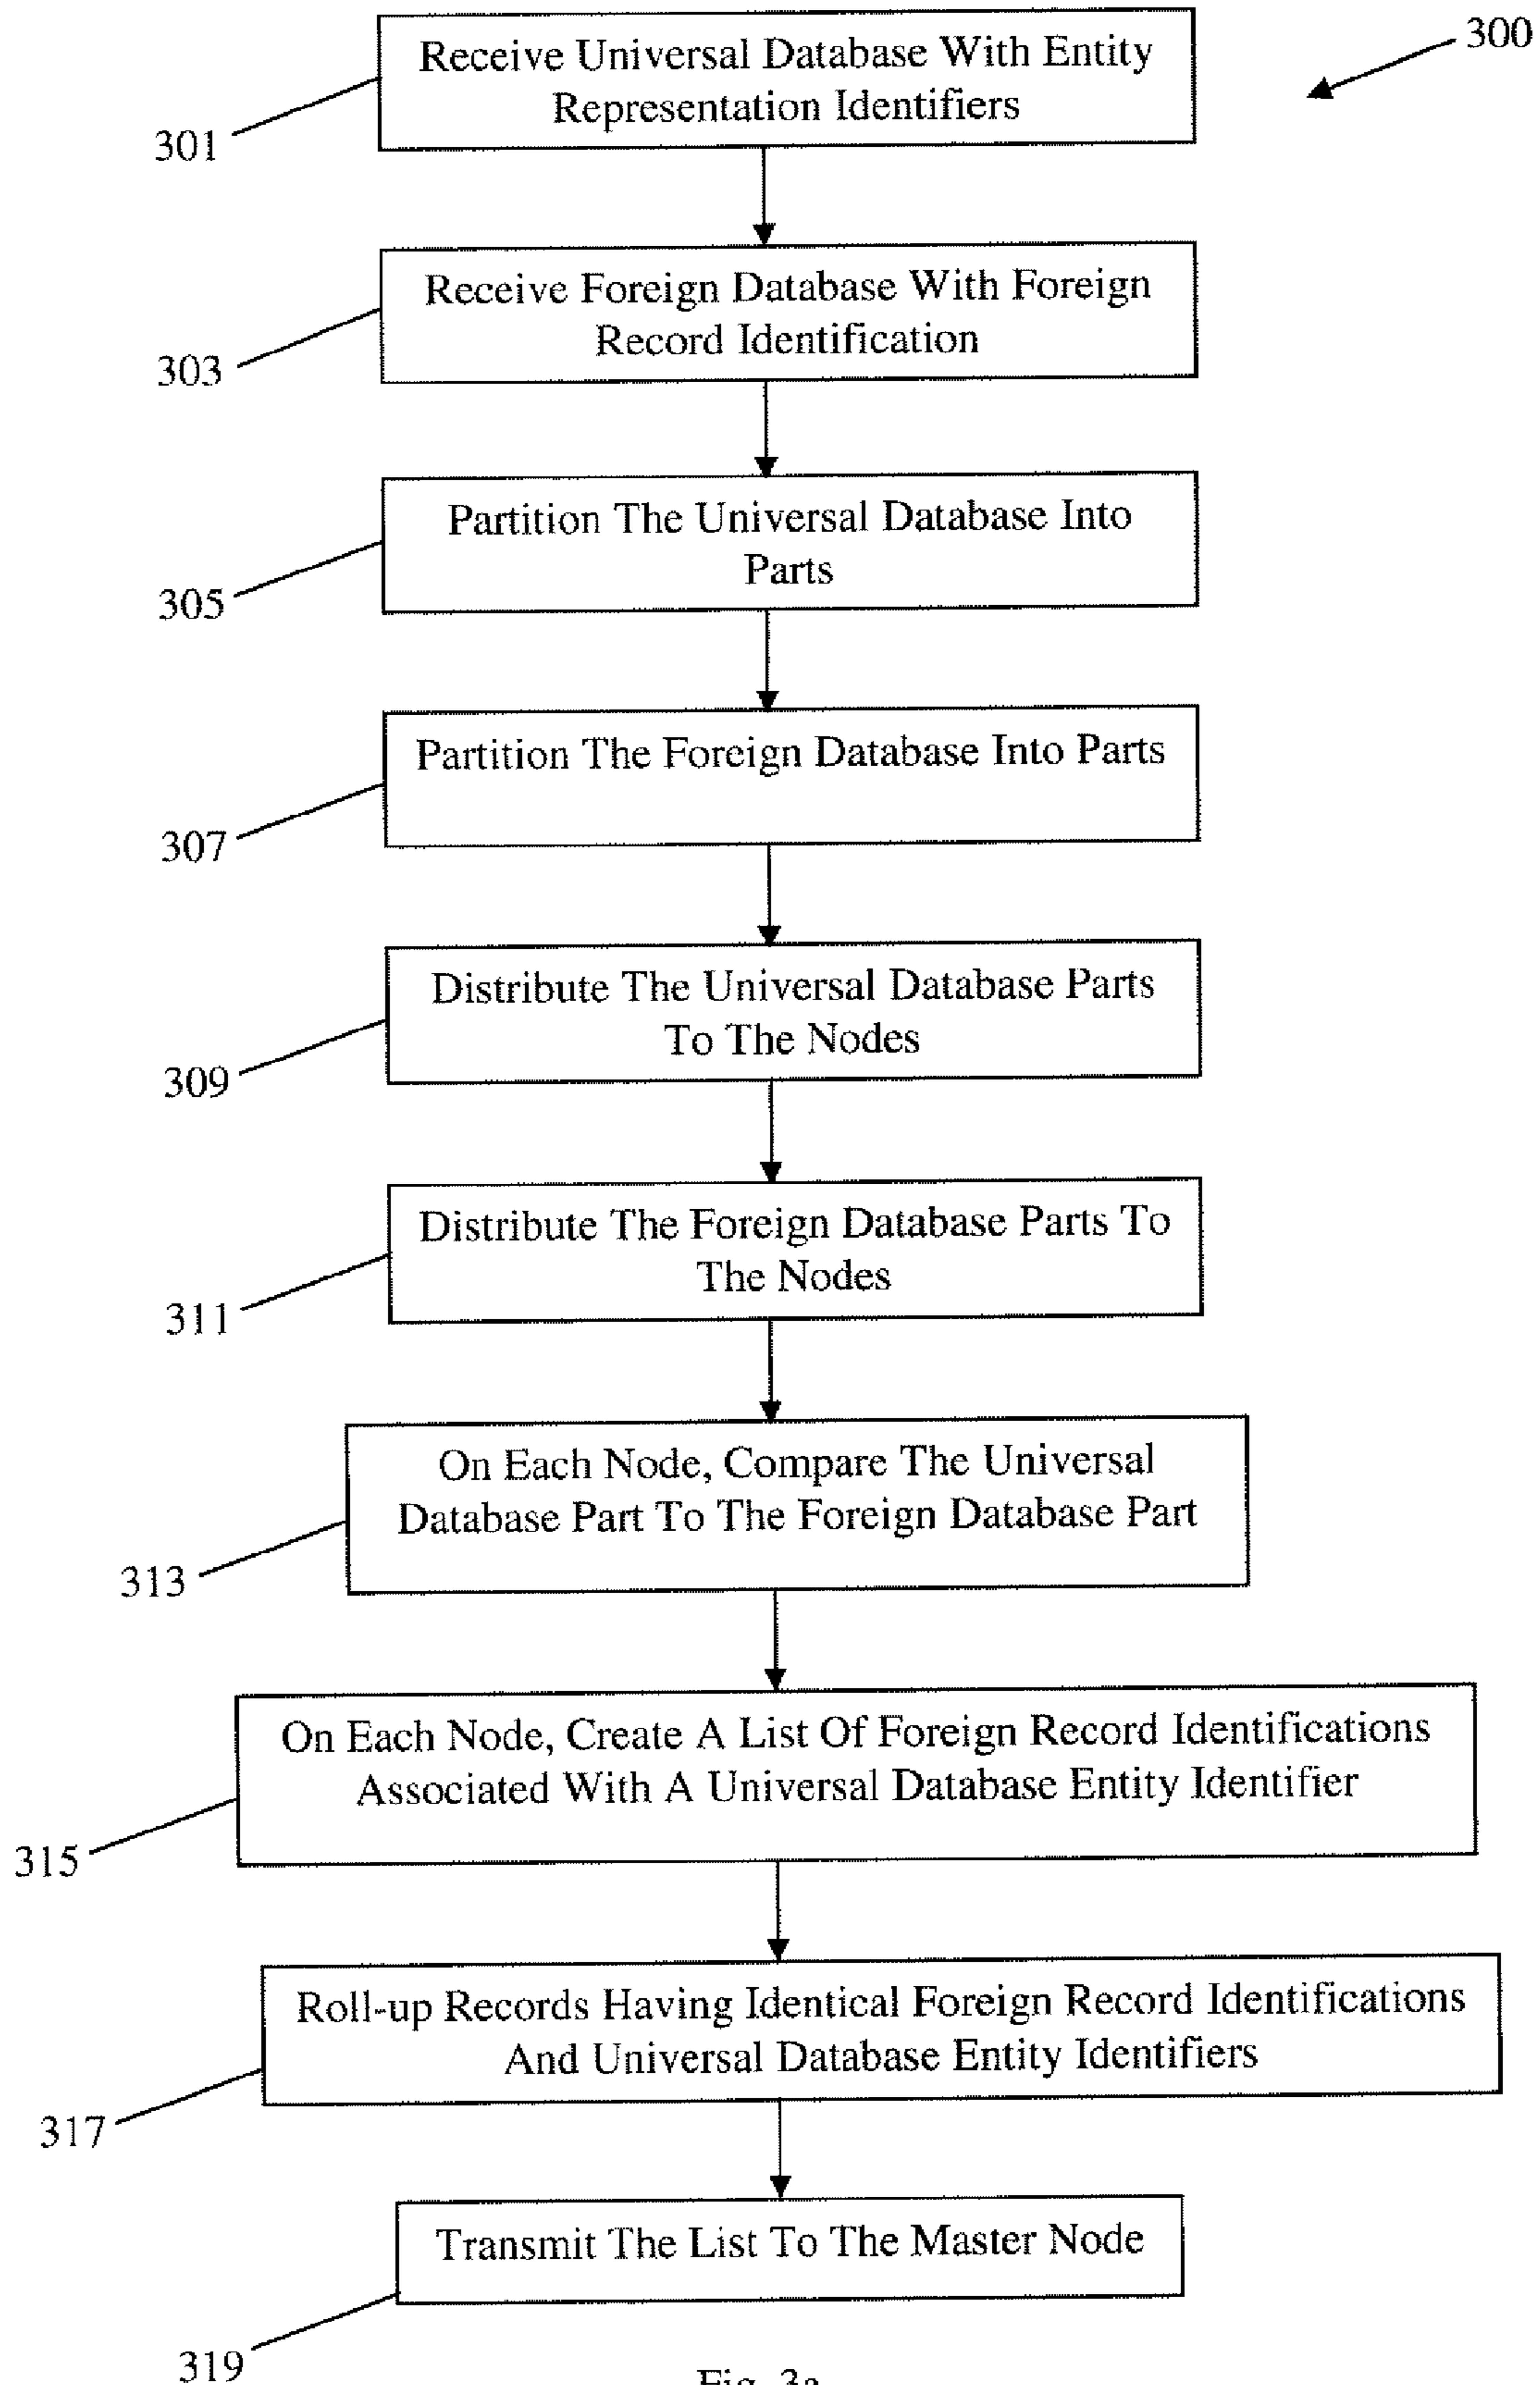 300
Receive Universal Database With Entity
Representation Identifiers
301
Receive Foreign Database With Foreign
Record Identification
303
Partition The Universal Database Into
Parts
305
Partition The Foreign Database Into Parts
307
Distribute The Universal Database Parts
To The Nodes
309
Distribute The Foreign Database Parts To
The Nodes
311
On Each Node, Compare The Universal
Database Part To The Foreign Database Part
313
On Each Node, Create A List Of Foreign Record Identifications
Associated With A Universal Database Entity Identifier
315
Roll-up Records Having Identical Foreign Record Identifications
And Universal Database Entity Identifiers
317
Transmit The List To The Master Node
319
Fig. 3a